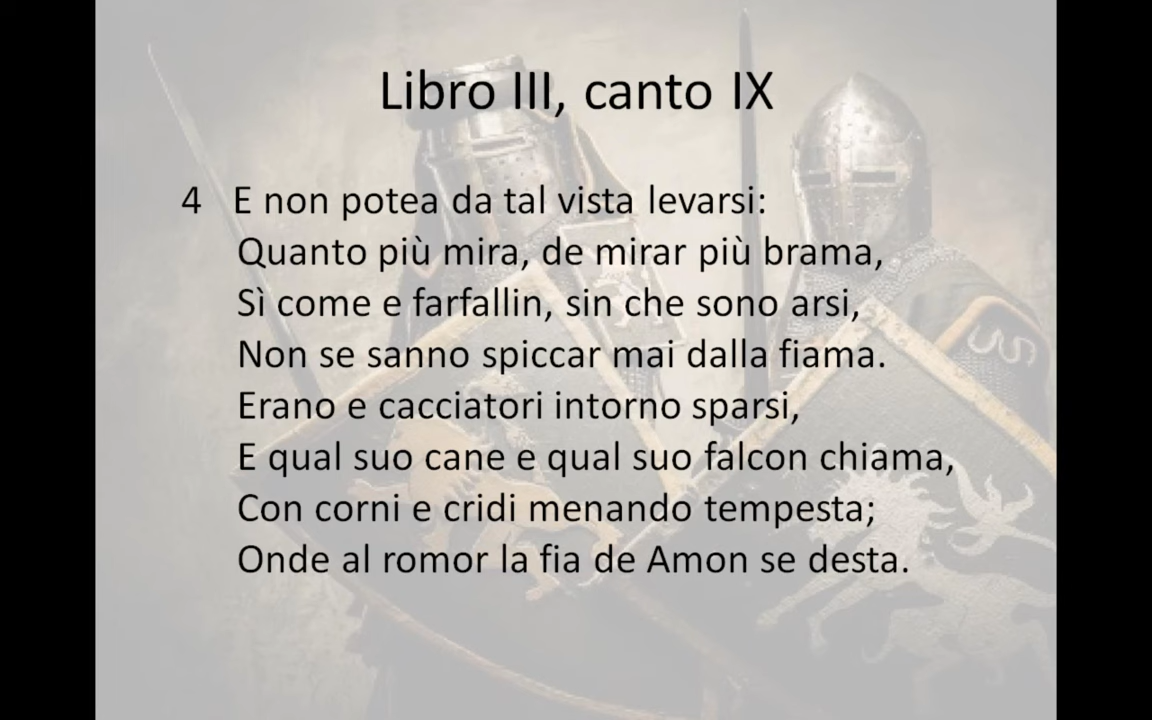 Libro III, canto IX
4 E non potea da tal vista levarsi:
Quanto più mira, de mirar più brama,
Sì come e farfallin, sin che sono arsi,
Non se sanno spiccar mai dalla fiama.
Erano e cacciatori intorno sparsi,
E qual suo cane e qual suo falcon chiama,
Con corni e cridi menando tempesta;
Onde al romor la fia de Amon se desta.